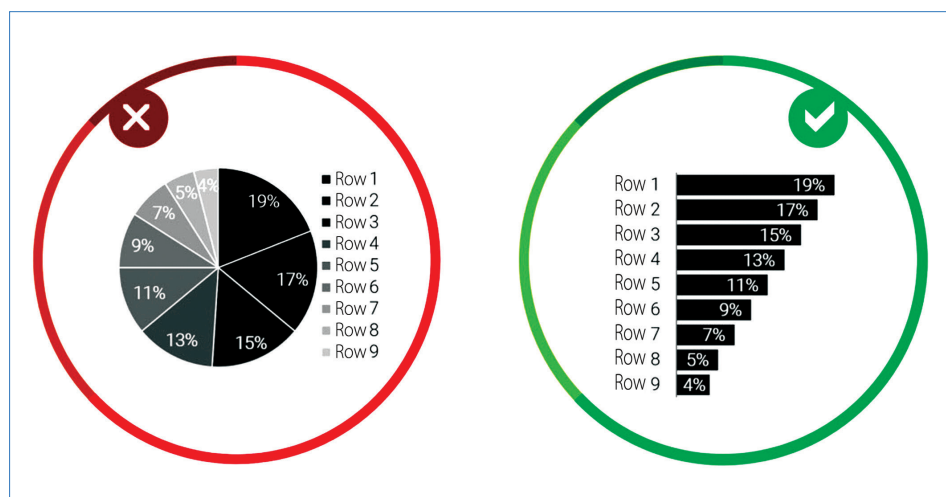 19%
17%
15%
13%
11%
9%
7%
5%
4%
Row 1
Row 2
Row 3
Row 4
Row 5
Row 6
Row 7
Row 8
Row 9
Row 1 19%
Row 2 17%
Row 3 15%
Row 4 13%
Row 5 11%
Row 6 9%
Row 7 7%
Row 8 5%
Row 9 4%